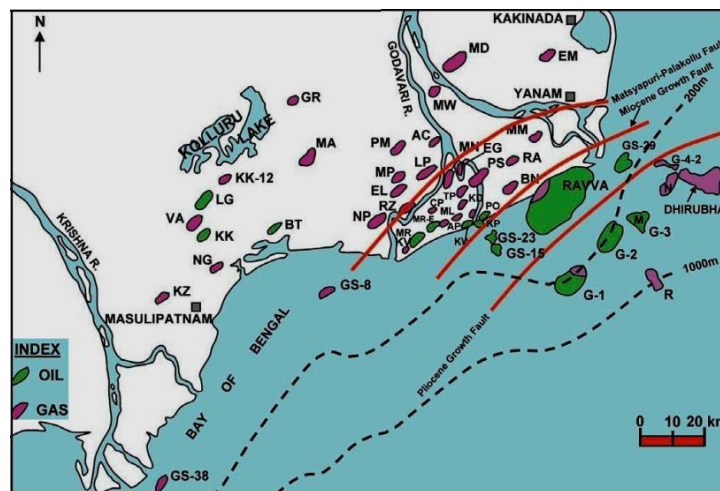 N
KAKINADA
MD
EM
GODAVARI R.
YANAM
MW
Matsyapuri-Palakollu Fault
Miocene Growth Fault
200m
GR
KOLLURU
LAKE
MA
AC
PM
MN
EG
MM
GS-29
G-4-2
KK-12
MP
LP
PS
RA
EL
TP
KD
BN
RAVVA
N
DHIRUBHA
LG
VA
NP
RZ
CP
ML
PO
MR-E
AP
KP
M
G-3
KK
BT
MR
KV
KV
GS-23
GS-15
G-2
KRISHNA R.
NG
1000m
KZ
MASULIPATNAM
GS-8
G-1
R
INDEX
OIL
GAS
BAY OF BENGAL
Pliocene Growth Fault
0 10 20 km
GS-38